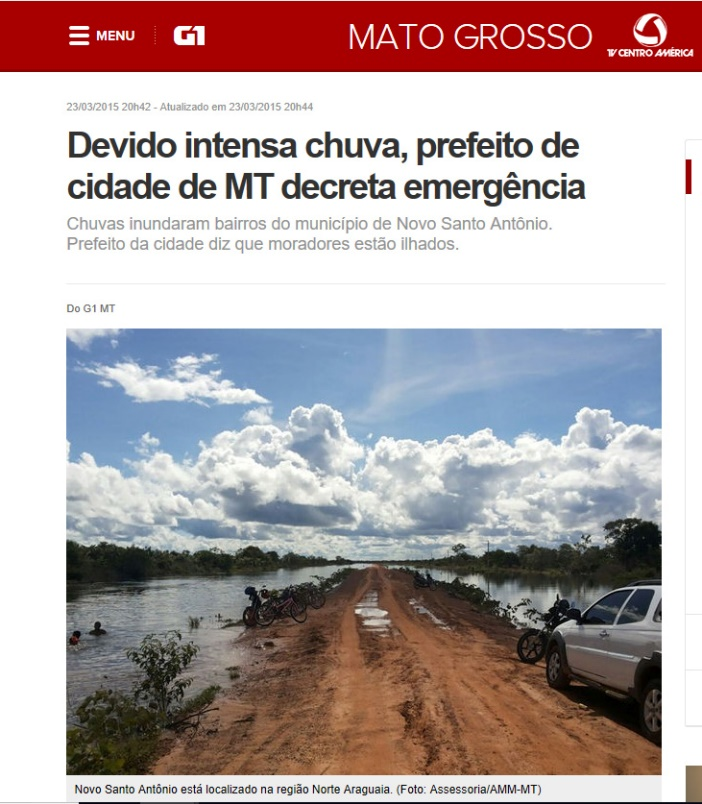 MENU
G1
MATO GROSSO
TV CENTRO AMÉRICA
23/03/2015 20h42 - Atualizado em 23/03/2015 20h44
Devido intensa chuva, prefeito de
cidade de MT decreta emergência
Chuvas inundaram bairros do município de Novo Santo Antônio.
Prefeito da cidade diz que moradores estão ilhados.
Do G1 MT
Novo Santo Antônio está localizado na região Norte Araguaia. (Foto: Assessoria/AMM-MT)